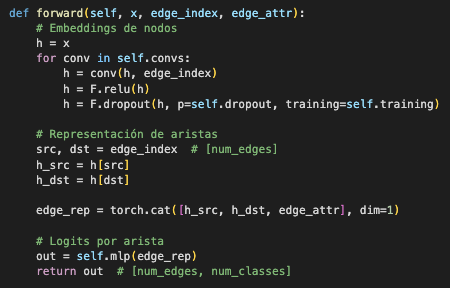 def forward(self, x, edge_index, edge_attr):
    # Embeddings de nodos
    h = x
    for conv in self.convs:
        h = conv(h, edge_index)
        h = F.relu(h)
        h = F.dropout(h, p=self.dropout, training=self.training)
    # Representación de aristas
    src, dst = edge_index  # [num_edges]
    h_src = h[src]
    h_dst = h[dst]
    edge_rep = torch.cat([h_src, h_dst, edge_attr], dim=1)
    # Logits por arista
    out = self.mlp(edge_rep)
    return out  # [num_edges, num_classes]